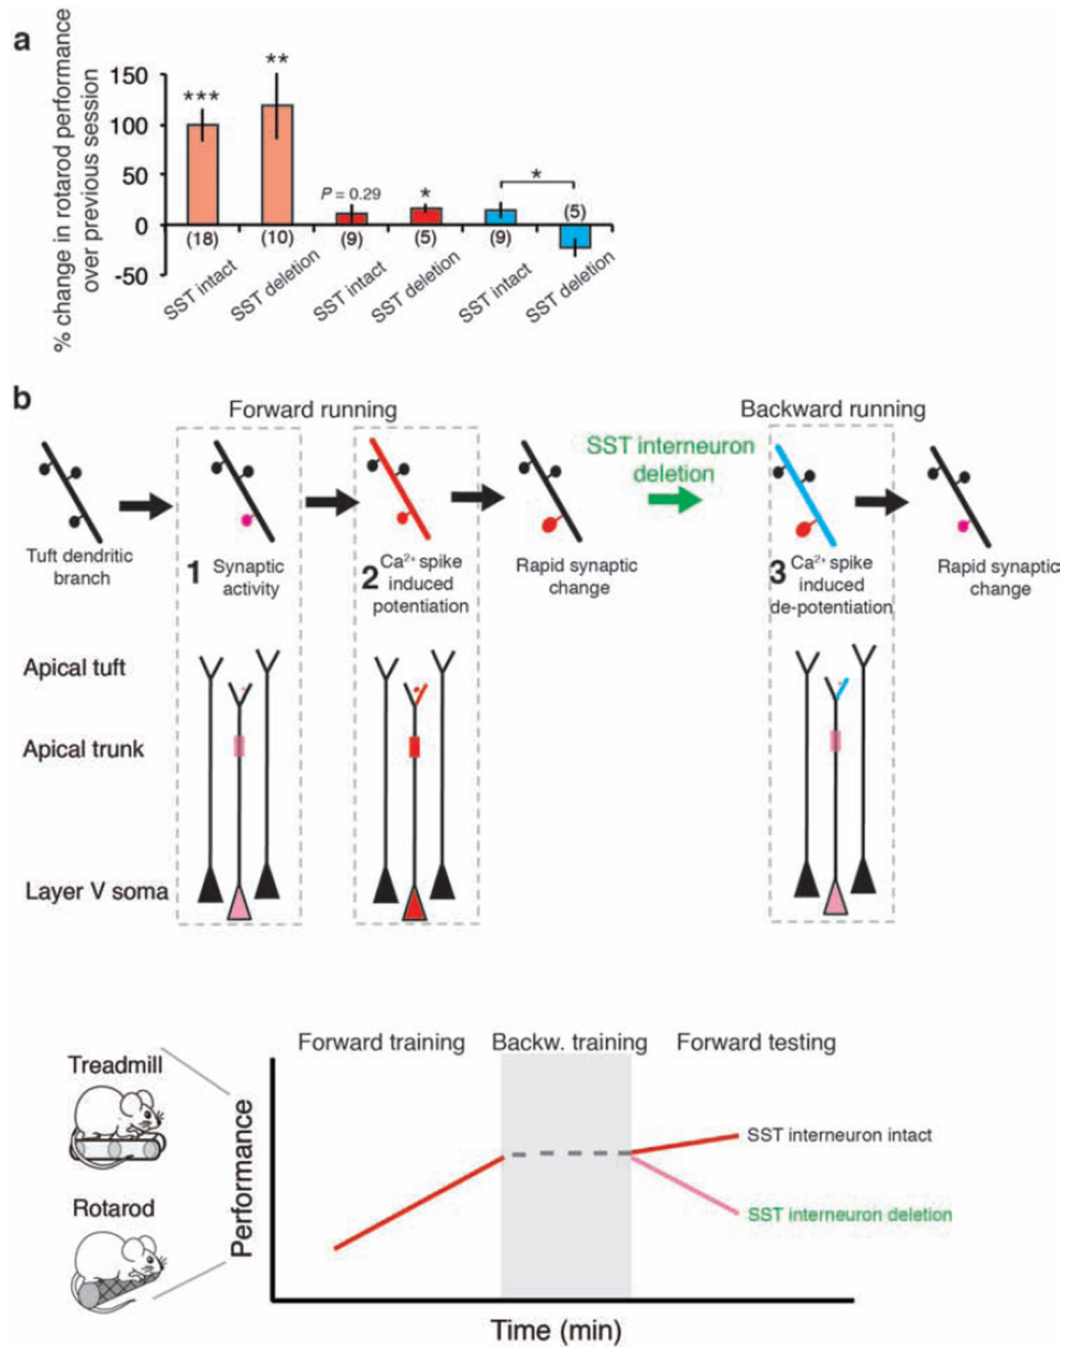 a
% change in rotarod performance
over previous session
150
100
50
0
-50
***
**
P = 0.29
*
*
(18)
(10)
(9)
(5)
(9)
(5)
SST intact
SST deletion
SST intact
SST deletion
SST intact
SST deletion
b
Forward running
Backward running
SST interneuron
deletion
Tuft dendritic
branch
1 Synaptic
activity
2 Ca²⁺ spike
induced
potentiation
Rapid synaptic
change
3 Ca²⁺ spike
induced
de-potentiation
Rapid synaptic
change
Apical tuft
Apical trunk
Layer V soma
Forward training
Backw. training
Forward testing
Treadmill
Rotarod
Performance
SST interneuron intact
SST interneuron deletion
Time (min)